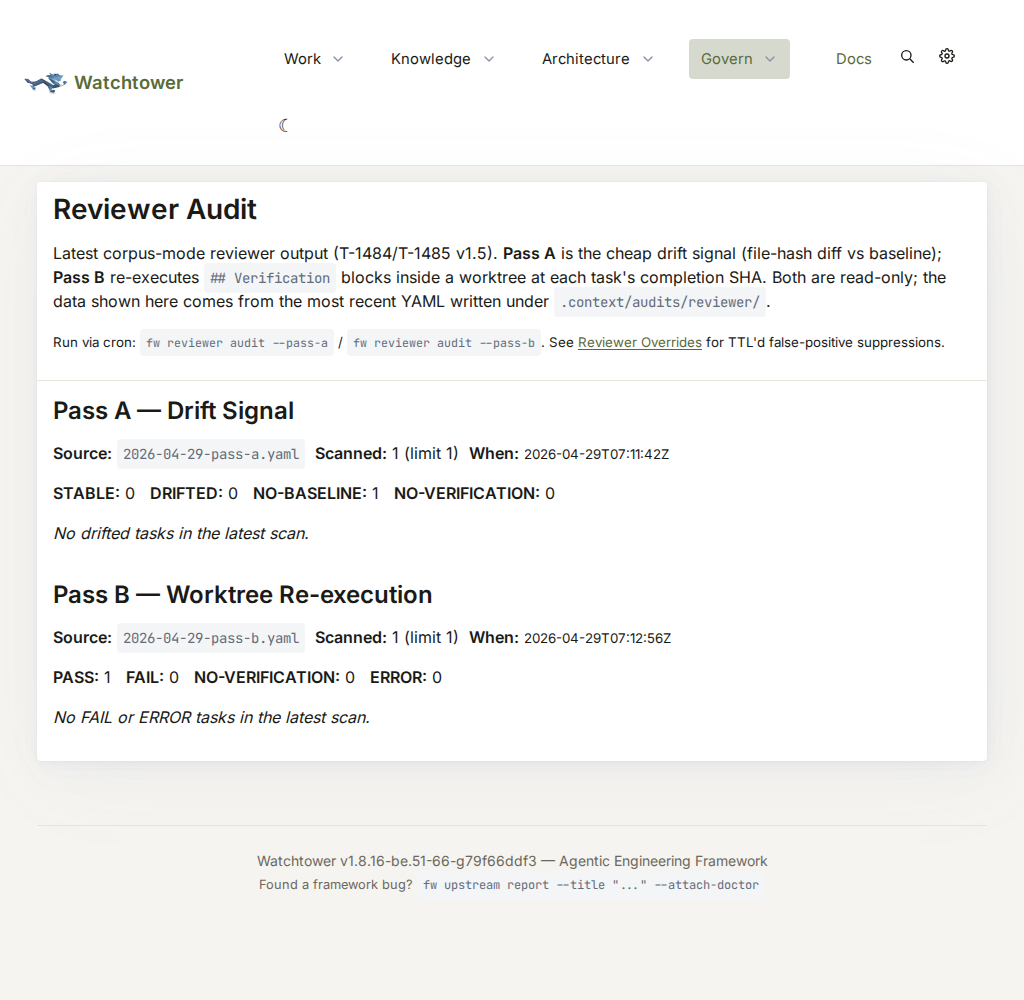 Watchtower
Work
Knowledge
Architecture
Govern
Docs
Reviewer Audit
Latest corpus-mode reviewer output (T-1484/T-1485 v1.5). Pass A is the cheap drift signal (file-hash diff vs baseline);
Pass B re-executes ## Verification blocks inside a worktree at each task's completion SHA. Both are read-only; the
data shown here comes from the most recent YAML written under .context/audits/reviewer/.
Run via cron: fw reviewer audit --pass-a / fw reviewer audit --pass-b. See Reviewer Overrides for TTL'd false-positive suppressions.
Pass A — Drift Signal
Source: 2026-04-29-pass-a.yaml Scanned: 1 (limit 1) When: 2026-04-29T07:11:42Z
STABLE: 0 DRIFTED: 0 NO-BASELINE: 1 NO-VERIFICATION: 0
No drifted tasks in the latest scan.
Pass B — Worktree Re-execution
Source: 2026-04-29-pass-b.yaml Scanned: 1 (limit 1) When: 2026-04-29T07:12:56Z
PASS: 1 FAIL: 0 NO-VERIFICATION: 0 ERROR: 0
No FAIL or ERROR tasks in the latest scan.
Watchtower v1.8.16-be.51-66-g79f66ddf3 — Agentic Engineering Framework
Found a framework bug? fw upstream report --title "..." --attach-doctor